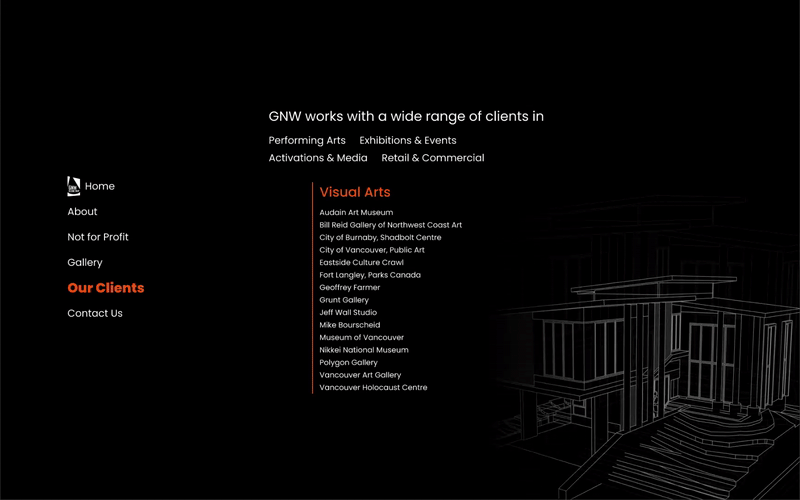 GNW works with a wide range of clients in
Performing Arts Exhibitions & Events
Activations & Media Retail & Commercial
Home
About
Not for Profit
Gallery
Our Clients
Contact Us
Visual Arts
Audain Art Museum
Bill Reid Gallery of Northwest Coast Art
City of Burnaby, Shadbolt Centre
City of Vancouver, Public Art
Eastside Culture Crawl
Fort Langley, Parks Canada
Geoffrey Farmer
Grunt Gallery
Jeff Wall Studio
Mike Bourscheid
Museum of Vancouver
Nikkei National Museum
Polygon Gallery
Vancouver Art Gallery
Vancouver Holocaust Centre